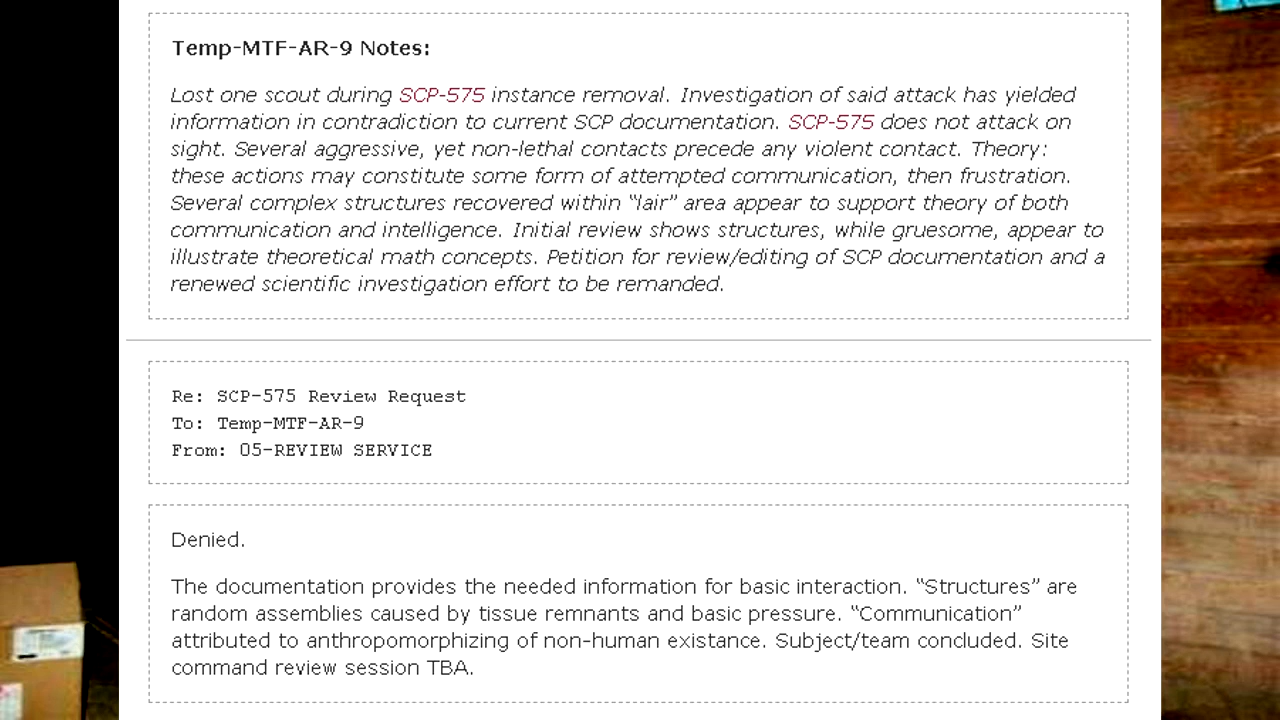 Temp-MTF-AR-9 Notes:
Lost one scout during SCP-575 instance removal. Investigation of said attack has yielded
information in contradiction to current SCP documentation. SCP-575 does not attack on
sight. Several aggressive, yet non-lethal contacts precede any violent contact. Theory:
these actions may constitute some form of attempted communication, then frustration.
Several complex structures recovered within “lair” area appear to support theory of both
communication and intelligence. Initial review shows structures, while gruesome, appear to
illustrate theoretical math concepts. Petition for review/editing of SCP documentation and a
renewed scientific investigation effort to be remanded.
Re: SCP-575 Review Request
To: Temp-MTF-AR-9
From: O5-REVIEW SERVICE
Denied.
The documentation provides the needed information for basic interaction. “Structures” are
random assemblies caused by tissue remnants and basic pressure. “Communication”
attributed to anthropomorphizing of non-human existance. Subject/team concluded. Site
command review session TBA.